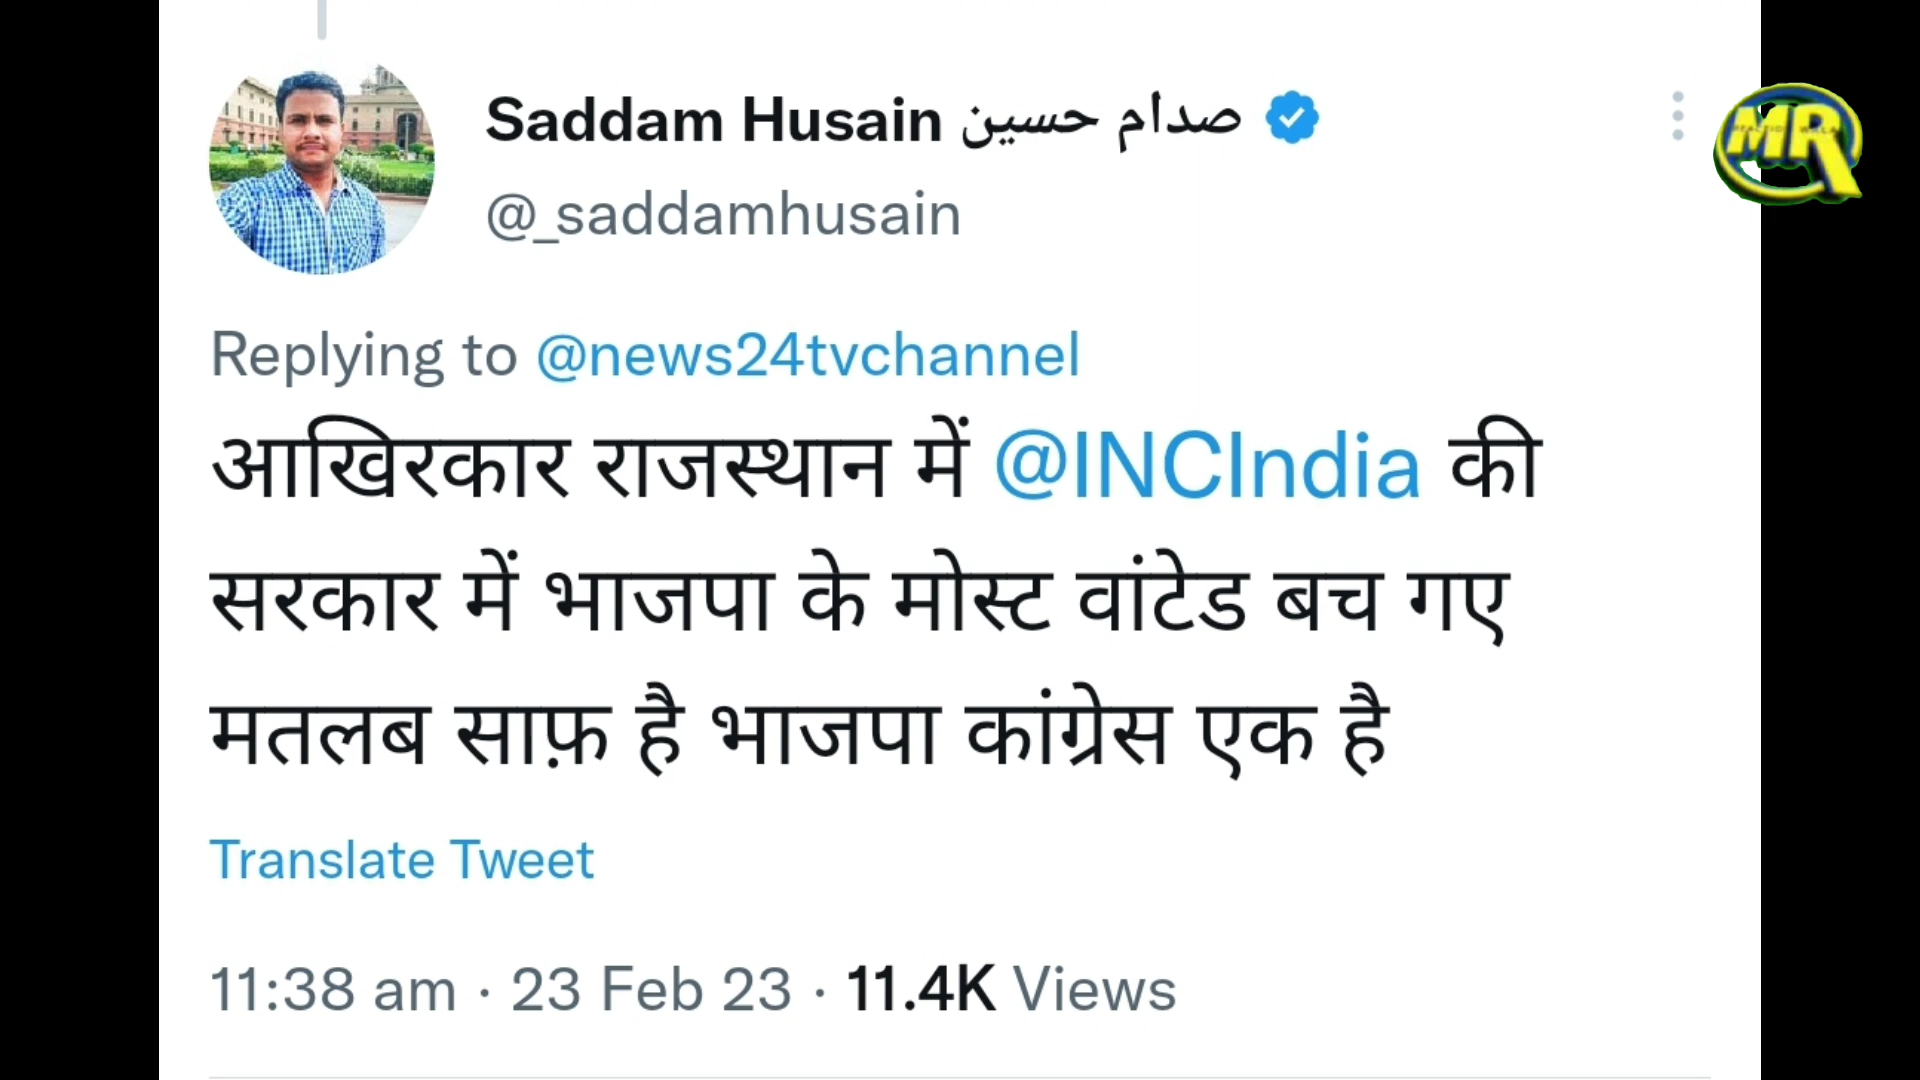 Saddam Husain صدام حسين
@_saddamhusain
MR
Replying to @news24tvchannel
आखिरकार राजस्थान में @INCIndia की
सरकार में भाजपा के मोस्ट वांटेड बच गए
मतलब साफ़ है भाजपा कांग्रेस एक है
Translate Tweet
11:38 am · 23 Feb 23 · 11.4K Views